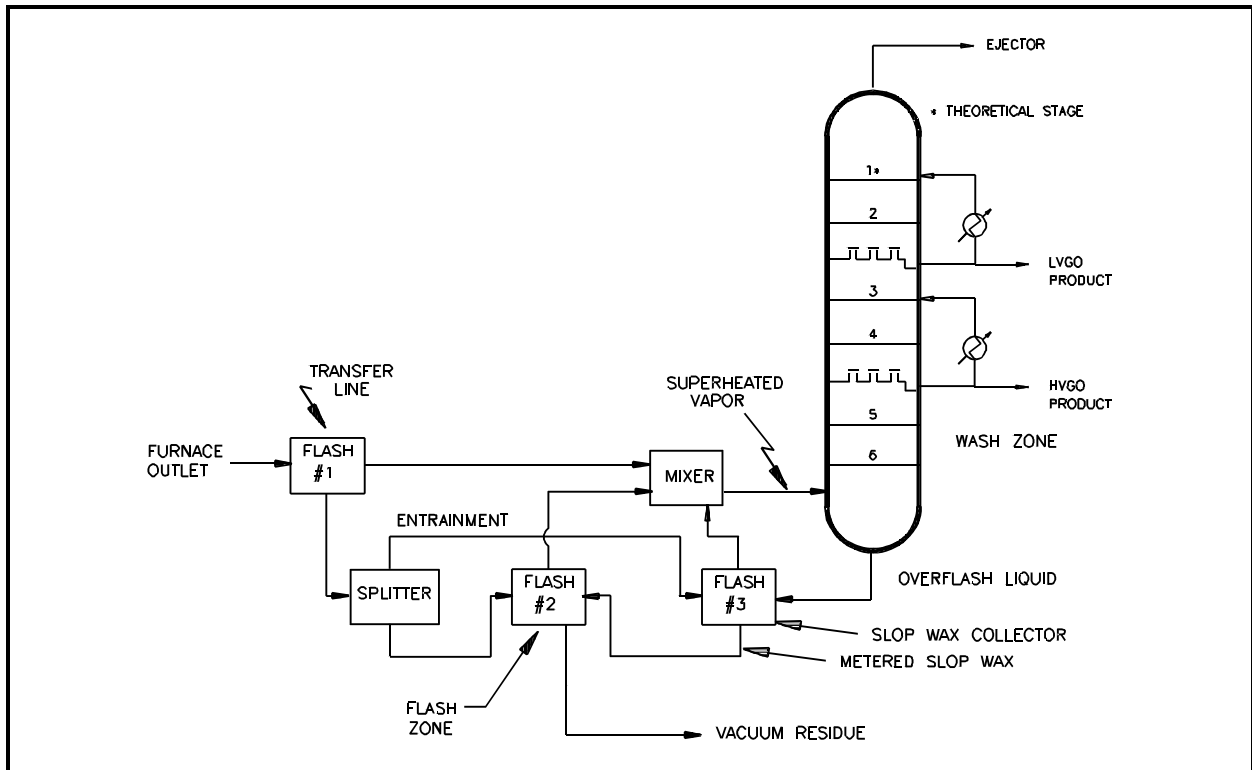 EJECTOR
* THEORETICAL STAGE
1*
2
LVGO
PRODUCT
3
4
HVGO
PRODUCT
5
WASH ZONE
6
TRANSFER
LINE
SUPERHEATED
VAPOR
FURNACE
OUTLET
FLASH
#1
MIXER
ENTRAINMENT
SPLITTER
FLASH
#2
FLASH
#3
OVERFLASH LIQUID
SLOP WAX COLLECTOR
METERED SLOP WAX
FLASH
ZONE
VACUUM RESIDUE